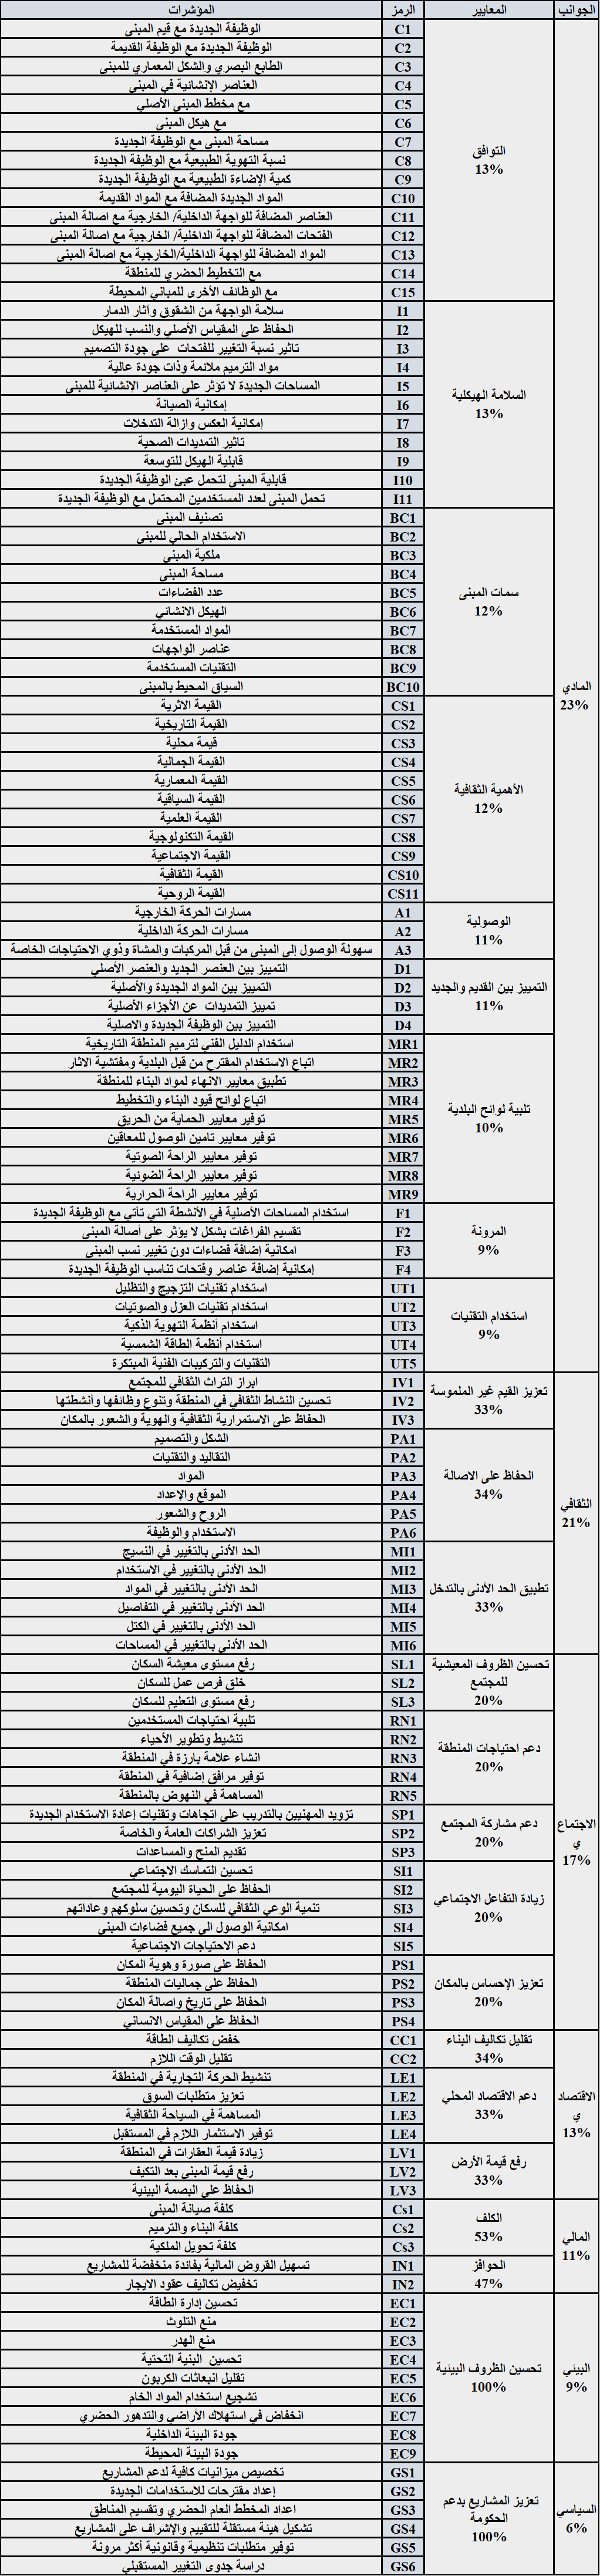 الجوانب المعايير الرمز المؤشرات
المادي
23%
التوافق
13%
C1 الوظيفة الجديدة مع قيم المبنى
C2 الوظيفة الجديدة مع الوظيفة القديمة
C3 الطابع البصري والشكل المعماري للمبنى
C4 العناصر الإنشائية في المبنى
C5 مع مخطط المبنى الأصلي
C6 مع هيكل المبنى
C7 مساحة المبنى مع الوظيفة الجديدة
C8 نسبة التهوية الطبيعية مع الوظيفة الجديدة
C9 كمية الإضاءة الطبيعية مع الوظيفة الجديدة
C10 المواد الجديدة المضافة مع المواد القديمة
C11 العناصر المضافة للواجهة الداخلية/ الخارجية مع اصالة المبنى
C12 الفتحات المضافة للواجهة الداخلية/ الخارجية مع اصالة المبنى
C13 المواد المضافة للواجهة الداخلية/الخارجية مع اصالة المبنى
C14 مع التخطيط الحضري للمنطقة
C15 مع الوظائف الأخرى للمباني المحيطة
السلامة الهيكلية
13%
I1 سلامة الواجهة من الشقوق وآثار الدمار
I2 الحفاظ على المقياس الأصلي والنسب للهيكل
I3 تاثير نسبة التغيير للفتحات على جودة التصميم
I4 مواد الترميم ملائمة وذات جودة عالية
I5 المساحات الجديدة لا تؤثر على العناصر الإنشائية للمبنى
I6 إمكانية الصيانة
I7 إمكانية العكس وازالة التدخلات
I8 تاثير التمديدات الصحية
I9 قابلية الهيكل للتوسعة
I10 قابلية المبنى لتحمل عبئ الوظيفة الجديدة
I11 تحمل المبنى لعدد المستخدمين المحتمل مع الوظيفة الجديدة
سمات المبنى
12%
BC1 تصنيف المبنى
BC2 الاستخدام الحالي للمبنى
BC3 ملكية المبنى
BC4 مساحة المبنى
BC5 عدد الفضاءات
BC6 الهيكل الانشائي
BC7 المواد المستخدمة
BC8 عناصر الواجهات
BC9 التقنيات المستخدمة
BC10 السياق المحيط بالمبنى
الأهمية الثقافية
12%
CS1 القيمة الاثرية
CS2 القيمة التاريخية
CS3 قيمة محلية
CS4 القيمة الجمالية
CS5 القيمة المعمارية
CS6 القيمة السياقية
CS7 القيمة العلمية
CS8 القيمة التكنولوجية
CS9 القيمة الاجتماعية
CS10 القيمة الثقافية
CS11 القيمة الروحية
الوصولية
11%
A1 مسارات الحركة الخارجية
A2 مسارات الحركة الداخلية
A3 سهولة الوصول إلى المبنى من قبل المركبات والمشاة وذوي الاحتياجات الخاصة
التمييز بين القديم والجديد
11%
D1 التمييز بين العنصر الجديد والعنصر الأصلي
D2 التمييز بين المواد الجديدة والأصلية
D3 تمييز التمديدات عن الأجزاء الأصلية
D4 التمييز بين الوظيفة الجديدة والاصلية
تلبية لوائح البلدية
10%
MR1 استخدام الدليل الفني لترميم المنطقة التاريخية
MR2 اتباع الاستخدام المقترح من قبل البلدية ومفتشية الاثار
MR3 تطبيق معايير الانهاء لمواد البناء للمنطقة
MR4 اتباع لوائح قيود البناء والتخطيط
MR5 توفير معايير الحماية من الحريق
MR6 توفير معايير تامين الوصول للمعاقين
MR7 توفير معايير الراحة الصوتية
MR8 توفير معايير الراحة الضوئية
MR9 توفير معايير الراحة الحرارية
المرونة
9%
F1 استخدام المساحات الأصلية في الأنشطة التي تأتي مع الوظيفة الجديدة
F2 تقسيم الفراغات بشكل لا يؤثر على أصالة المبنى
F3 امكانية إضافة فضاءات دون تغيير نسب المبنى
F4 إمكانية إضافة عناصر وفتحات تناسب الوظيفة الجديدة
استخدام التقنيات
9%
UT1 استخدام تقنيات التزجيج والتظليل
UT2 استخدام تقنيات العزل والصوتيات
UT3 استخدام أنظمة التهوية الذكية
UT4 استخدام أنظمة الطاقة الشمسية
UT5 التقنيات والتركيبات الفنية المبتكرة
الثقافي
21%
تعزيز القيم غير الملموسة
33%
IV1 ابراز التراث الثقافي للمجتمع
IV2 تحسين النشاط الثقافي في المنطقة وتنوع وظائفها وأنشطتها
IV3 الحفاظ على الاستمرارية الثقافية والهوية والشعور بالمكان
الحفاظ على الاصالة
34%
PA1 الشكل والتصميم
PA2 التقاليد والتقنيات
PA3 المواد
PA4 الموقع والإعداد
PA5 الروح والشعور
PA6 الاستخدام والوظيفة
تطبيق الحد الأدنى بالتدخل
33%
MI1 الحد الأدنى بالتغيير في النسيج
MI2 الحد الأدنى بالتغيير في الاستخدام
MI3 الحد الأدنى بالتغيير في المواد
MI4 الحد الأدنى بالتغيير في التفاصيل
MI5 الحد الأدنى بالتغيير في الكتل
MI6 الحد الأدنى بالتغيير في المساحات
الاجتماع
ي
17%
تحسين الظروف المعيشية
للمجتمع
20%
SL1 رفع مستوى معيشة السكان
SL2 خلق فرص عمل للسكان
SL3 رفع مستوى التعليم للسكان
دعم احتياجات المنطقة
20%
RN1 تلبية احتياجات المستخدمين
RN2 تنشيط وتطوير الأحياء
RN3 انشاء علامة بارزة في المنطقة
RN4 توفير مرافق إضافية في المنطقة
RN5 المساهمة في النهوض بالمنطقة
دعم مشاركة المجتمع
20%
SP1 تزويد المهنيين بالتدريب على اتجاهات وتقنيات إعادة الاستخدام الجديدة
SP2 تعزيز الشراكات العامة والخاصة
SP3 تقديم المنح والمساعدات
زيادة التفاعل الاجتماعي
20%
SI1 تحسين التماسك الاجتماعي
SI2 الحفاظ على الحياة اليومية للمجتمع
SI3 تنمية الوعي الثقافي للسكان وتحسين سلوكهم وعاداتهم
SI4 امكانية الوصول الى جميع فضاءات المبنى
SI5 دعم الاحتياجات الاجتماعية
تعزيز الإحساس بالمكان
20%
PS1 الحفاظ على صورة وهوية المكان
PS2 الحفاظ على جماليات المنطقة
PS3 الحفاظ على تاريخ واصالة المكان
PS4 الحفاظ على المقياس الانساني
الاقتصاد
ي
13%
تقليل تكاليف البناء
34%
CC1 خفض تكاليف الطاقة
CC2 تقليل الوقت اللازم
دعم الاقتصاد المحلي
33%
LE1 تنشيط الحركة التجارية في المنطقة
LE2 تعزيز متطلبات السوق
LE3 المساهمة في السياحة الثقافية
LE4 توفير الاستثمار اللازم في المستقبل
رفع قيمة الأرض
33%
LV1 زيادة قيمة العقارات في المنطقة
LV2 رفع قيمة المبنى بعد التكيف
LV3 الحفاظ على البصمة البيئية
المالي
11%
الكلف
53%
Cs1 كلفة صيانة المبنى
Cs2 كلفة البناء والترميم
Cs3 كلفة تحويل الملكية
الحوافز
47%
IN1 تسهيل القروض المالية بفائدة منخفضة للمشاريع
IN2 تخفيض تكاليف عقود الايجار
البيئي
9%
تحسين الظروف البيئية
100%
EC1 تحسين إدارة الطاقة
EC2 منع التلوث
EC3 منع الهدر
EC4 تحسين البنية التحتية
EC5 تقليل انبعاثات الكربون
EC6 تشجيع استخدام المواد الخام
EC7 انخفاض في استهلاك الأراضي والتدهور الحضري
EC8 جودة البيئة الداخلية
EC9 جودة البيئة المحيطة
السياسي
6%
تعزيز المشاريع بدعم
الحكومة
100%
GS1 تخصيص ميزانيات كافية لدعم المشاريع
GS2 إعداد مقترحات للاستخدامات الجديدة
GS3 اعداد المخطط العام الحضري وتقسيم المناطق
GS4 تشكيل هيئة مستقلة للتقييم والإشراف على المشاريع
GS5 توفير متطلبات تنظيمية وقانونية أكثر مرونة
GS6 دراسة جدوى التغيير المستقبلي